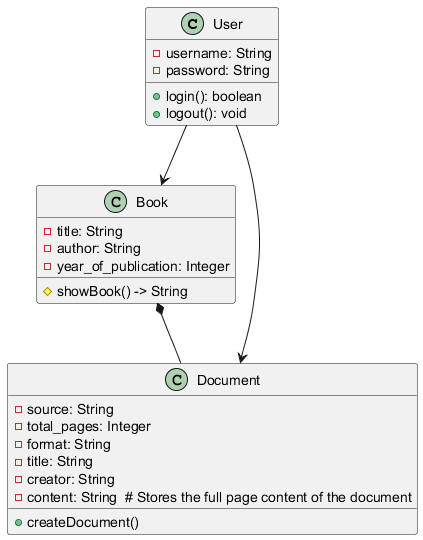 C User
username: String
password: String
login(): boolean
logout(): void
C Book
title: String
author: String
year_of_publication: Integer
showBook() -> String
C Document
source: String
total_pages: Integer
format: String
title: String
creator: String
content: String  # Stores the full page content of the document
createDocument()